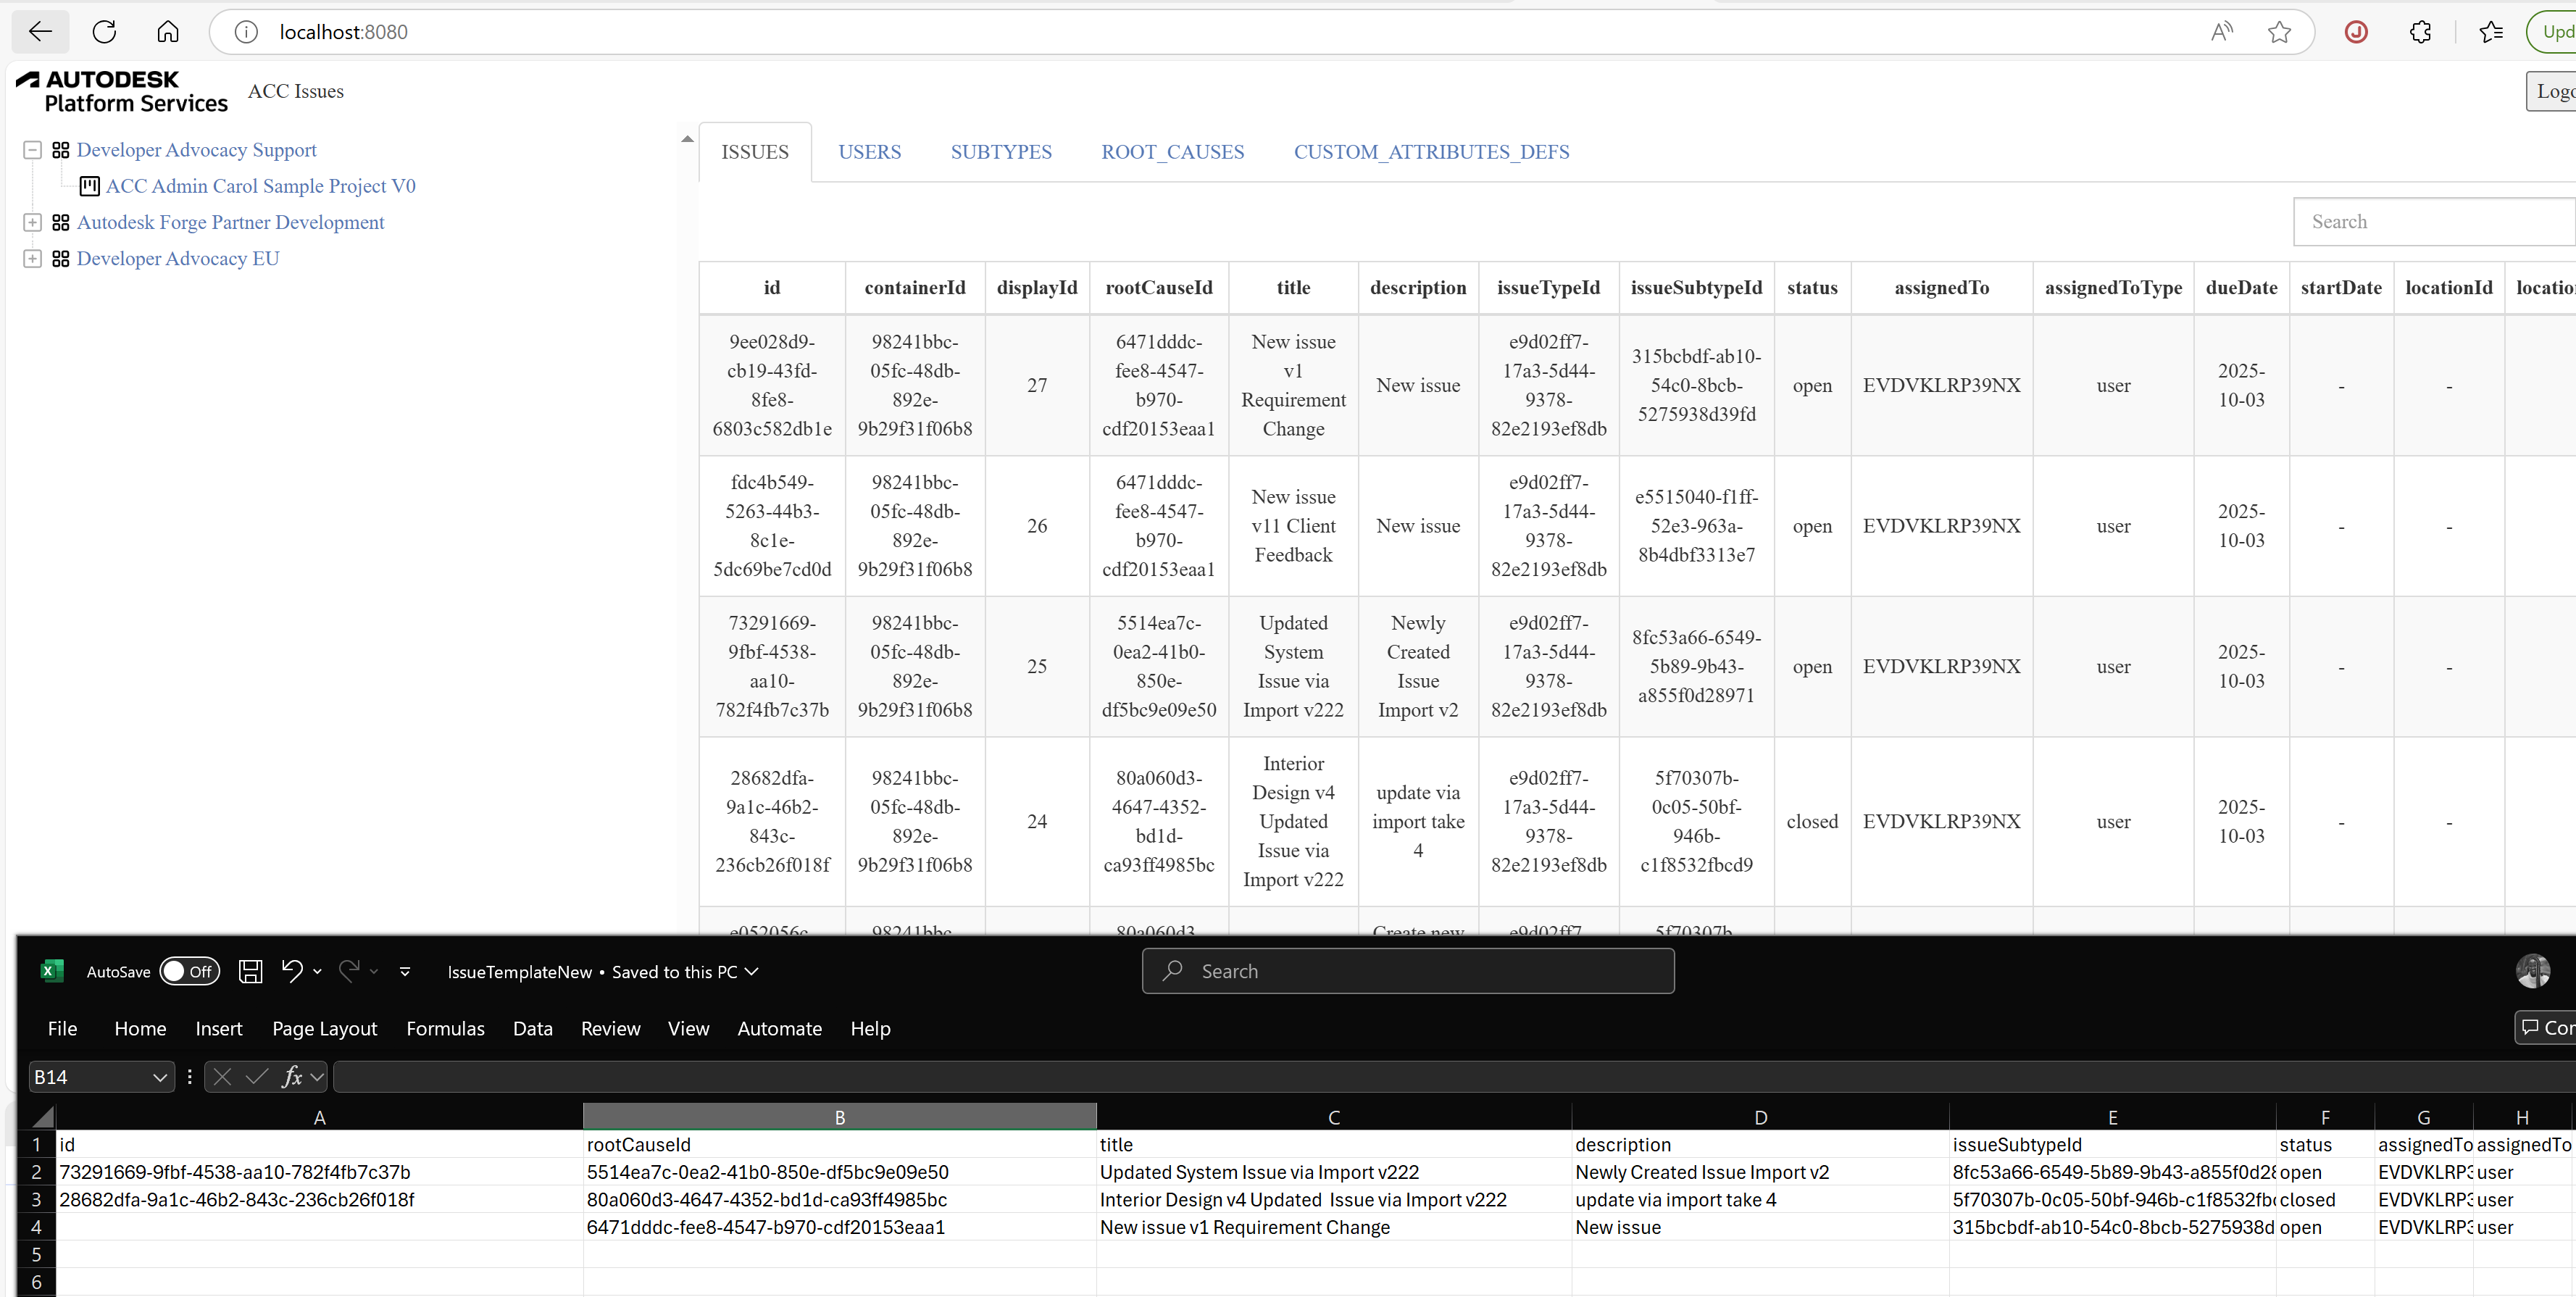 localhost:8080
Upd
AUTODESK
Platform Services
ACC Issues
Logo
Developer Advocacy Support
ACC Admin Carol Sample Project V0
Autodesk Forge Partner Development
Developer Advocacy EU
ISSUES USERS SUBTYPES ROOT_CAUSES CUSTOM_ATTRIBUTES_DEFS
Search
id containerId displayId rootCauseId title description issueTypeId issueSubtypeId status assignedTo assignedToType dueDate startDate locationId location
9ee028d9-cb19-43fd-8fe8-6803c582db1e 98241bbc-05fc-48db-892e-9b29f31f06b8 27 6471dddc-fee8-4547-b970-cdf20153eaa1 New issue v1 Requirement Change New issue e9d02ff7-17a3-5d44-9378-82e2193ef8db 315bcbdf-ab10-54c0-8bcb-5275938d39fd open EVDVKLRP39NX user 2025-10-03 - -
fdc4b549-5263-44b3-8c1e-5dc69be7cd0d 98241bbc-05fc-48db-892e-9b29f31f06b8 26 6471dddc-fee8-4547-b970-cdf20153eaa1 New issue v11 Client Feedback New issue e9d02ff7-17a3-5d44-9378-82e2193ef8db e5515040-f1ff-52e3-963a-8b4dbf3313e7 open EVDVKLRP39NX user 2025-10-03 - -
73291669-9fbf-4538-aa10-782f4fb7c37b 98241bbc-05fc-48db-892e-9b29f31f06b8 25 5514ea7c-0ea2-41b0-850e-df5bc9e09e50 Updated System Issue via Import v222 Newly Created Issue Import v2 e9d02ff7-17a3-5d44-9378-82e2193ef8db 8fc53a66-6549-5b89-9b43-a855f0d28971 open EVDVKLRP39NX user 2025-10-03 - -
28682dfa-9a1c-46b2-843c-236cb26f018f 98241bbc-05fc-48db-892e-9b29f31f06b8 24 80a060d3-4647-4352-bd1d-ca93ff4985bc Interior Design v4 Updated Issue via Import v222 update via import take 4 e9d02ff7-17a3-5d44-9378-82e2193ef8db 5f70307b-0c05-50bf-946b-c1f8532fbcd9 closed EVDVKLRP39NX user 2025-10-03 - -
e052056c- 98241bbc- 80a060d3- Create new e9d02ff7- 5f70307b-
AutoSave Off IssueTemplateNew • Saved to this PC Search
File Home Insert Page Layout Formulas Data Review View Automate Help Con
B14 fx
A B C D E F G H
1 id rootCauseId title description issueSubtypeId status assignedTo assignedTo
2 73291669-9fbf-4538-aa10-782f4fb7c37b 5514ea7c-0ea2-41b0-850e-df5bc9e09e50 Updated System Issue via Import v222 Newly Created Issue Import v2 8fc53a66-6549-5b89-9b43-a855f0d28 open EVDVKLRP3 user
3 28682dfa-9a1c-46b2-843c-236cb26f018f 80a060d3-4647-4352-bd1d-ca93ff4985bc Interior Design v4 Updated  Issue via Import v222 update via import take 4 5f70307b-0c05-50bf-946b-c1f8532fbc closed EVDVKLRP3 user
4 6471dddc-fee8-4547-b970-cdf20153eaa1 New issue v1 Requirement Change New issue 315bcbdf-ab10-54c0-8bcb-5275938d open EVDVKLRP3 user
5
6